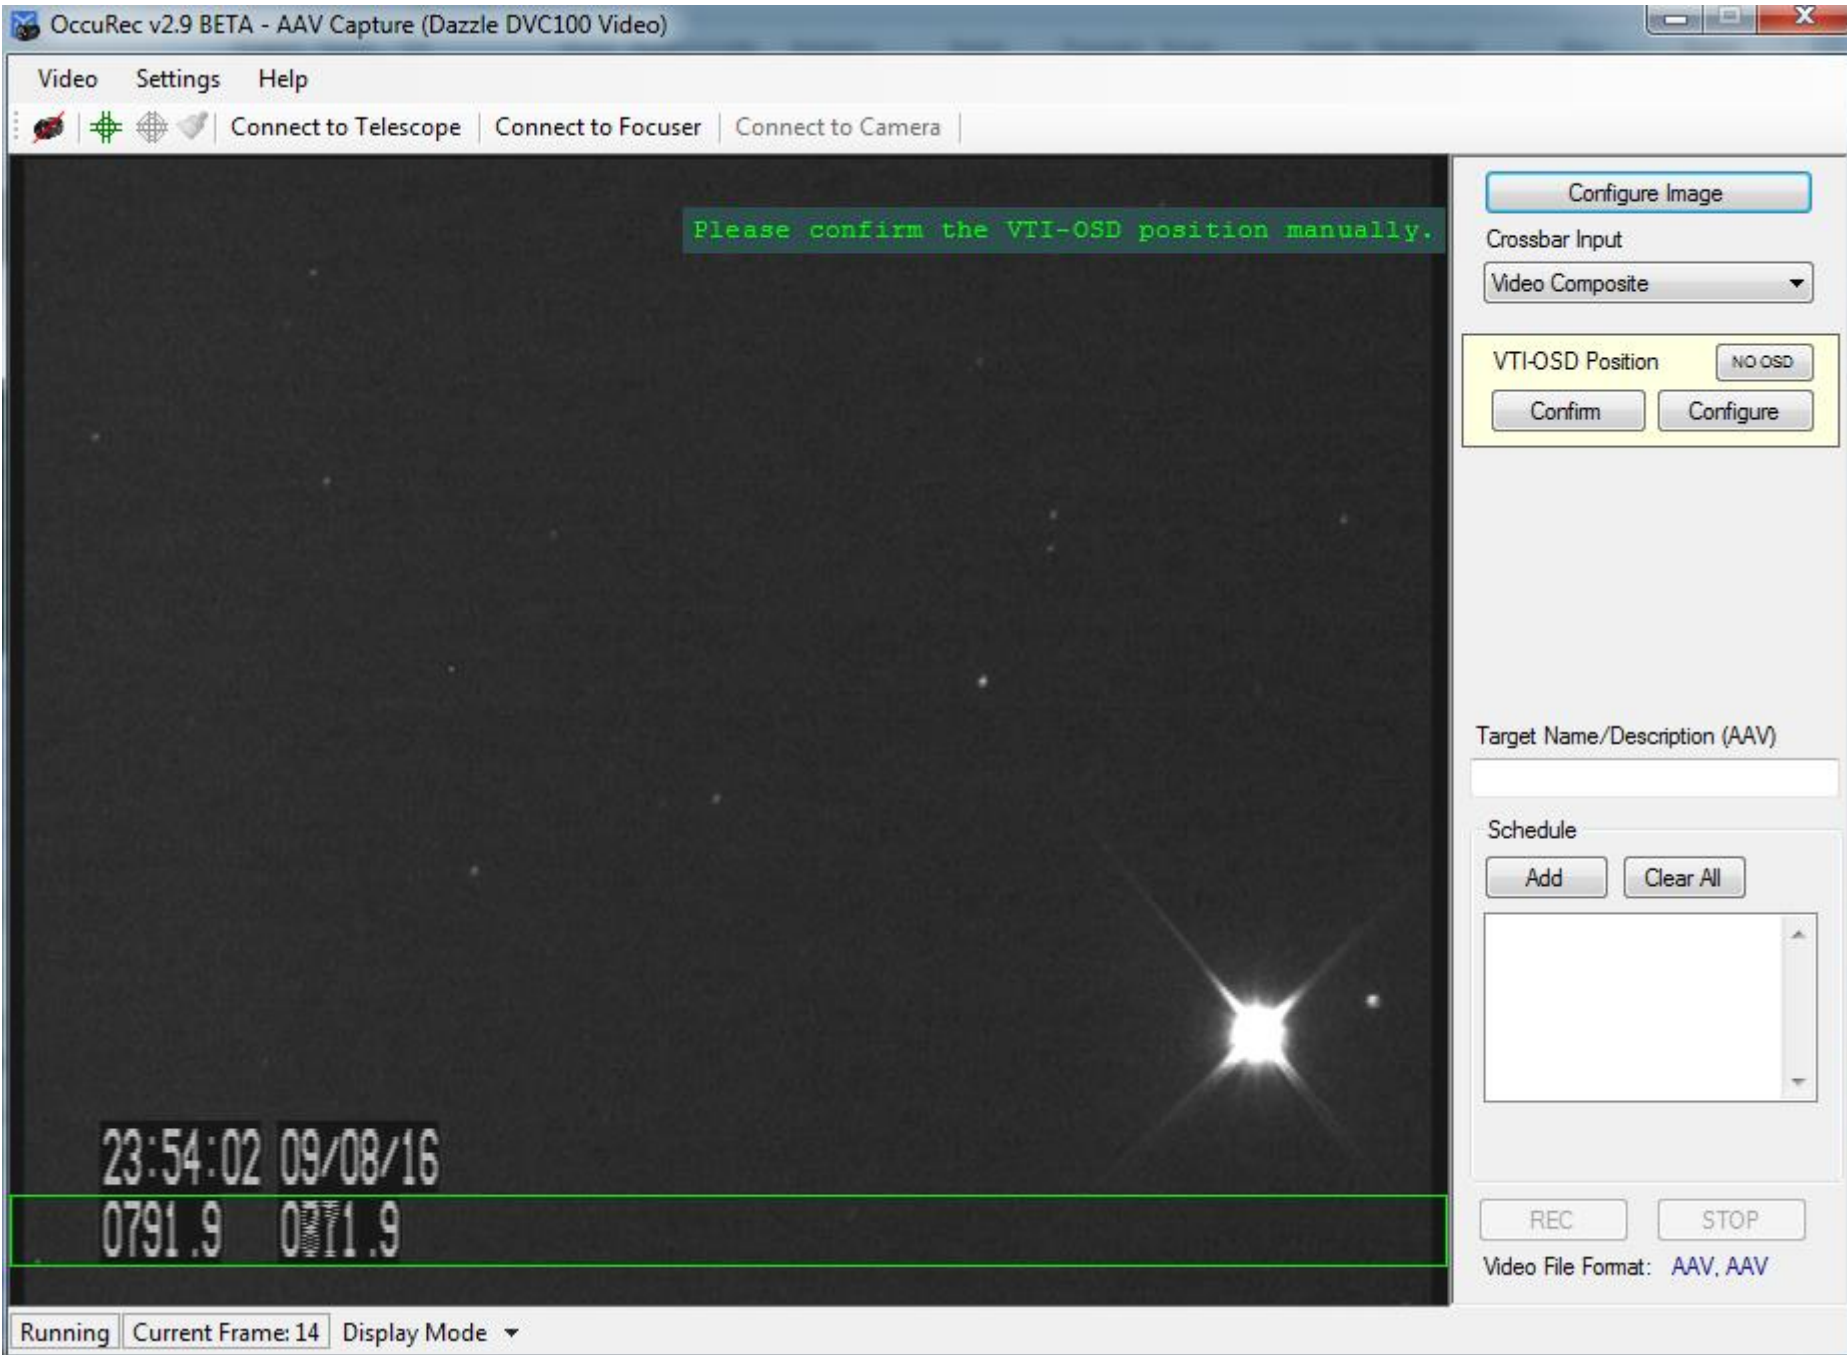 OccuRec v2.9 BETA - AAV Capture (Dazzle DVC100 Video)
Video Settings Help
Connect to Telescope Connect to Focuser Connect to Camera
Please confirm the VTI-OSD position manually.
Configure Image
Crossbar Input
Video Composite
VTI-OSD Position NO OSD
Confirm Configure
Target Name/Description (AAV)
Schedule
Add Clear All
23:54:02 09/08/16
0791.9
REC STOP
Video File Format: AAV, AAV
Running Current Frame: 14 Display Mode